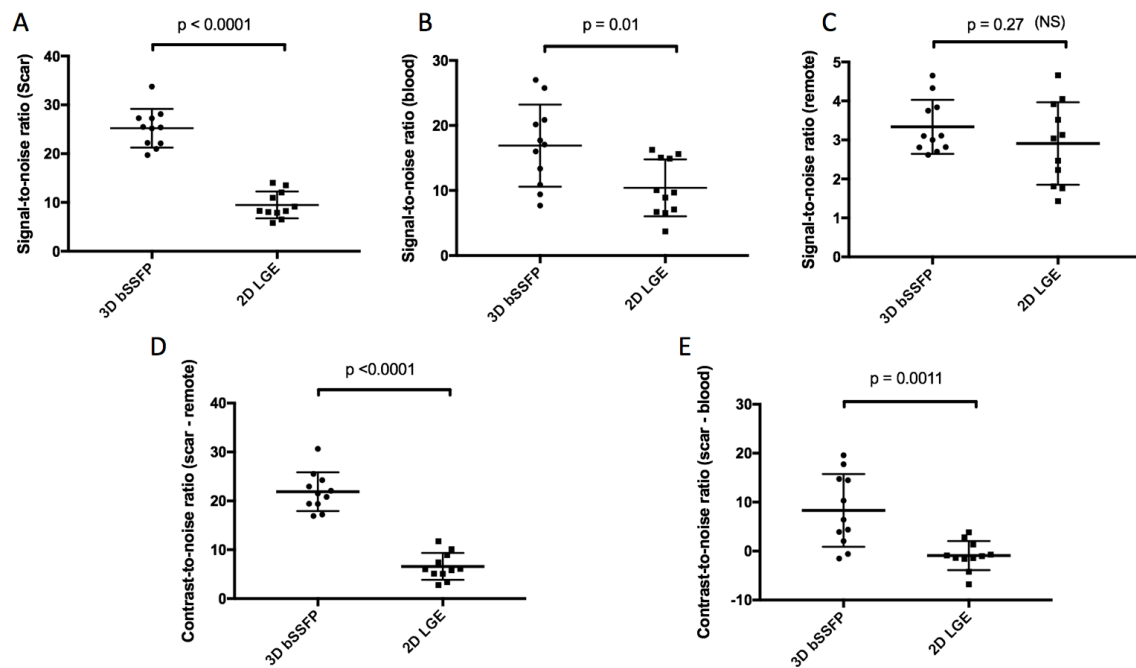 A
p < 0.0001
Signal-to-noise ratio (Scar)
40
30
20
10
0
3D bSSFP
2D LGE
B
p = 0.01
Signal-to-noise ratio (blood)
30
20
10
0
3D bSSFP
2D LGE
C
p = 0.27 (NS)
Signal-to-noise ratio (remote)
5
4
3
2
1
0
3D bSSFP
2D LGE
D
p <0.0001
Contrast-to-noise ratio (scar - remote)
40
30
20
10
0
3D bSSFP
2D LGE
E
p = 0.0011
Contrast-to-noise ratio (scar - blood)
30
20
10
0
-10
3D bSSFP
2D LGE